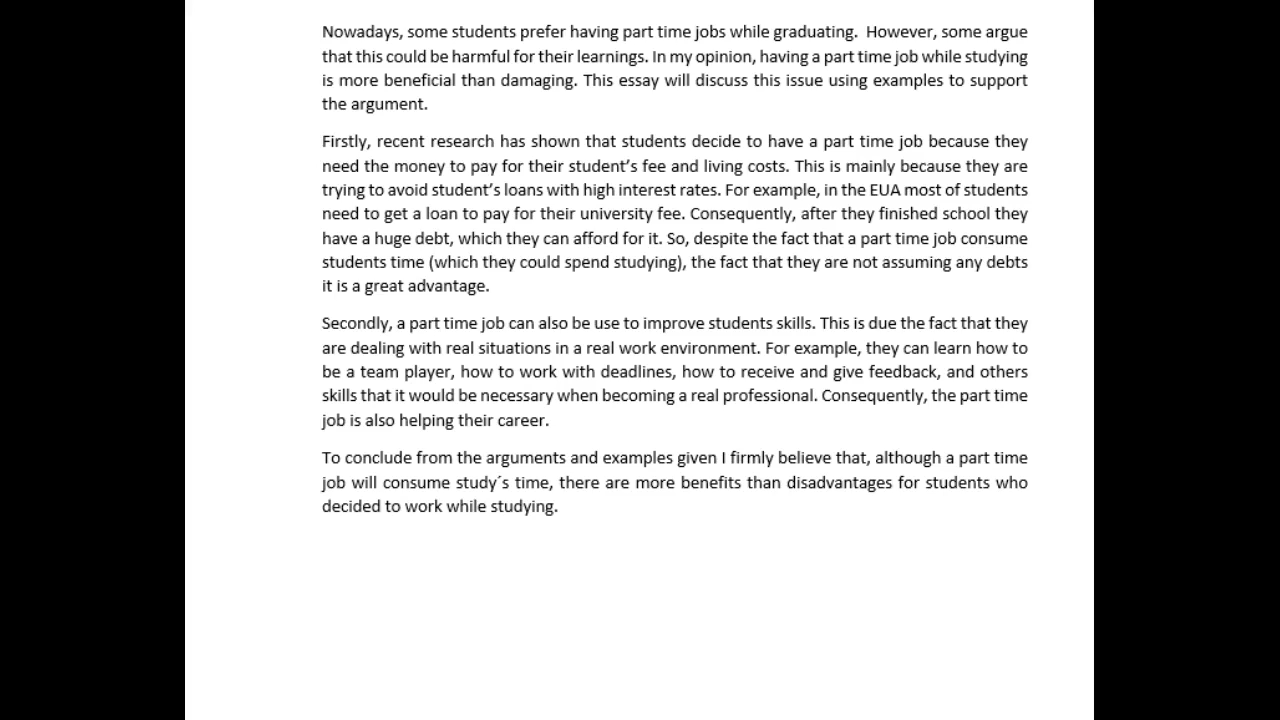 Nowadays, some students prefer having part time jobs while graduating.  However, some argue
that this could be harmful for their learnings. In my opinion, having a part time job while studying
is more beneficial than damaging. This essay will discuss this issue using examples to support
the argument.
Firstly, recent research has shown that students decide to have a part time job because they
need the money to pay for their student’s fee and living costs. This is mainly because they are
trying to avoid student’s loans with high interest rates. For example, in the EUA most of students
need to get a loan to pay for their university fee. Consequently, after they finished school they
have a huge debt, which they can afford for it. So, despite the fact that a part time job consume
students time (which they could spend studying), the fact that they are not assuming any debts
it is a great advantage.
Secondly, a part time job can also be use to improve students skills. This is due the fact that they
are dealing with real situations in a real work environment. For example, they can learn how to
be a team player, how to work with deadlines, how to receive and give feedback, and others
skills that it would be necessary when becoming a real professional. Consequently, the part time
job is also helping their career.
To conclude from the arguments and examples given I firmly believe that, although a part time
job will consume study´s time, there are more benefits than disadvantages for students who
decided to work while studying.